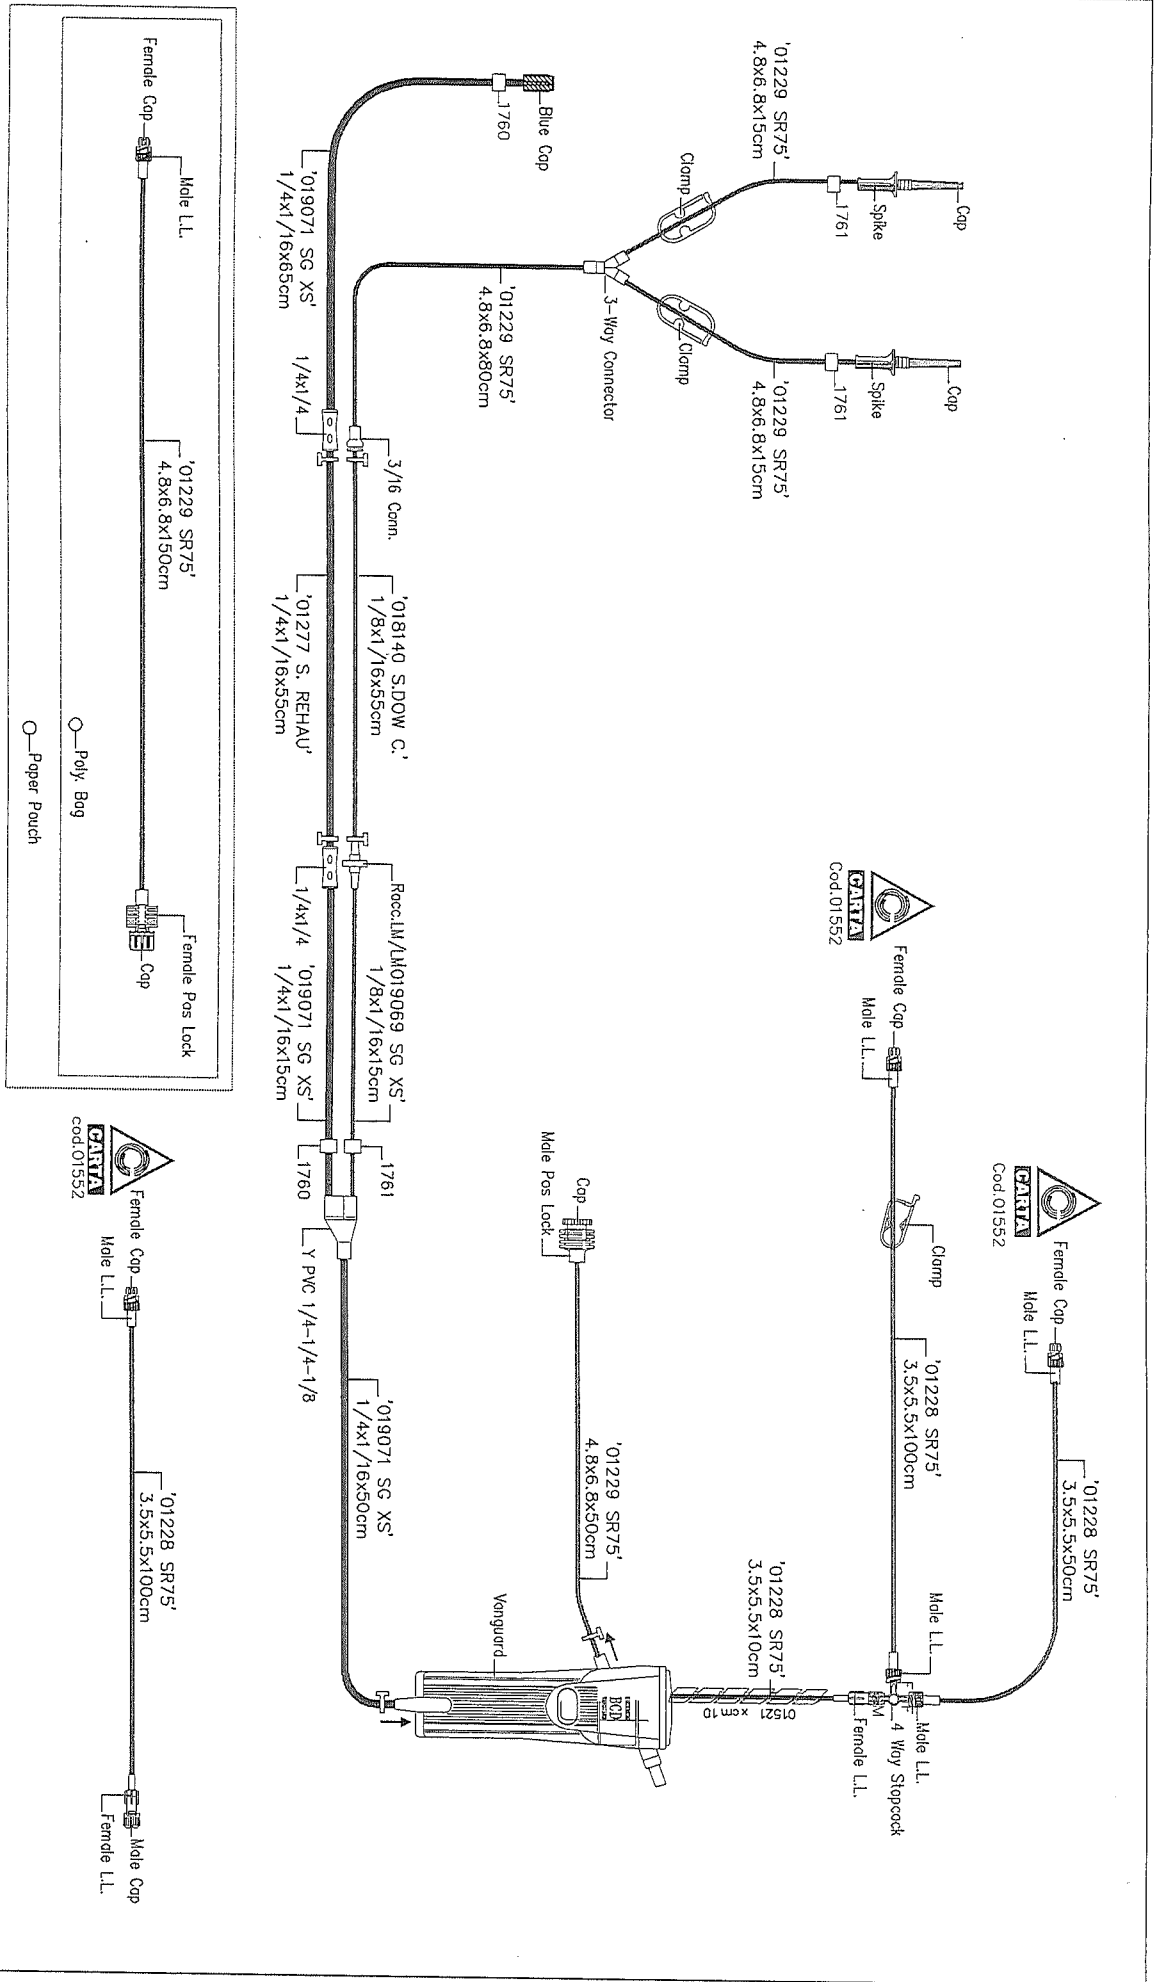 Cap
Spike
1761
'01229 SR75'
4.8x6.8x15cm
Clamp
Cap
Spike
1761
'01229 SR75'
4.8x6.8x15cm
Clamp
3-Way Connector
'01229 SR75'
4.8x6.8x80cm
Blue Cap
1760
'019071 SG XS'
1/4x1/16x65cm
1/4x1/4
3/16 Conn.
'018140 S.DOW C.'
1/8x1/16x55cm
'01277 S. REHAU'
1/4x1/16x55cm
Racc.LM/LM
'019069 SG XS'
1/8x1/16x15cm
1/4x1/4
'019071 SG XS'
1/4x1/16x15cm
1761
1760
Y PVC 1/4-1/4-1/8
'019071 SG XS'
1/4x1/16x50cm
Vanguard
BCD
Cap
Male Pos Lock
'01229 SR75'
4.8x6.8x50cm
'01228 SR75'
3.5x5.5x10cm
01521 xcm 10
Female L.L.
M
F
4 Way Stopcock
Male L.L.
Male L.L.
CARTA
Cod.01552
Female Cap
Male L.L.
Clamp
'01228 SR75'
3.5x5.5x100cm
CARTA
Cod.01552
Female Cap
Male L.L.
'01228 SR75'
3.5x5.5x50cm
Female Cap
Male L.L.
'01229 SR75'
4.8x6.8x150cm
Female Pos Lock
Cap
Poly. Bag
Paper Pouch
CARTA
cod.01552
Female Cap
Male L.L.
'01228 SR75'
3.5x5.5x100cm
Male Cap
Female L.L.